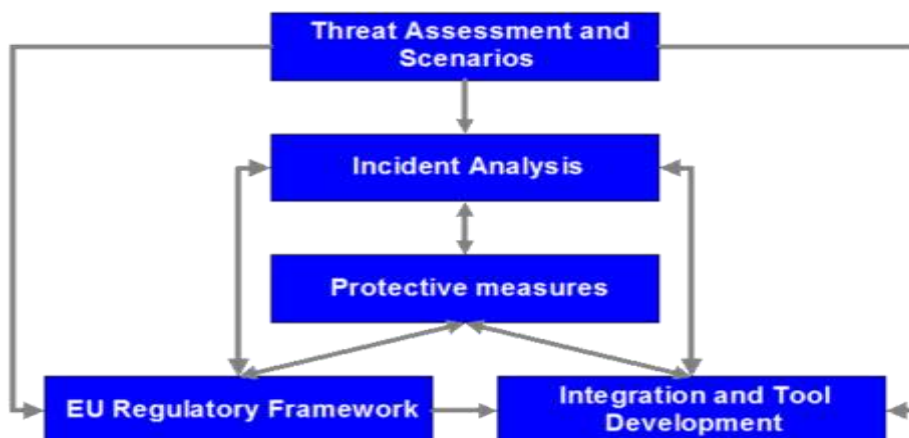 Threat Assessment and
Scenarios
Incident Analysis
Protective measures
EU Regulatory Framework
Integration and Tool
Development